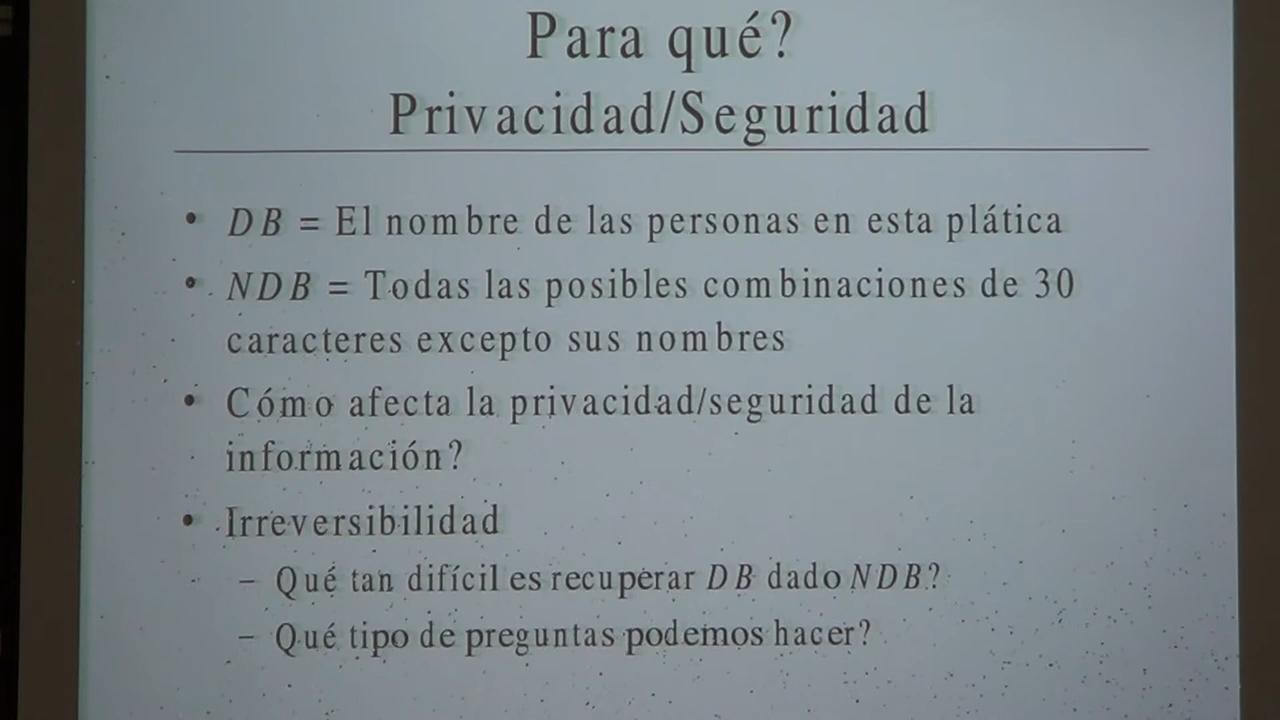 Para qué?
Privacidad/Seguridad
• DB = El nombre de las personas en esta plática
• NDB = Todas las posibles combinaciones de 30
caracteres excepto sus nombres
• Cómo afecta la privacidad/seguridad de la
información?
• Irreversibilidad
– Qué tan difícil es recuperar DB dado NDB?
– Qué tipo de preguntas podemos hacer?